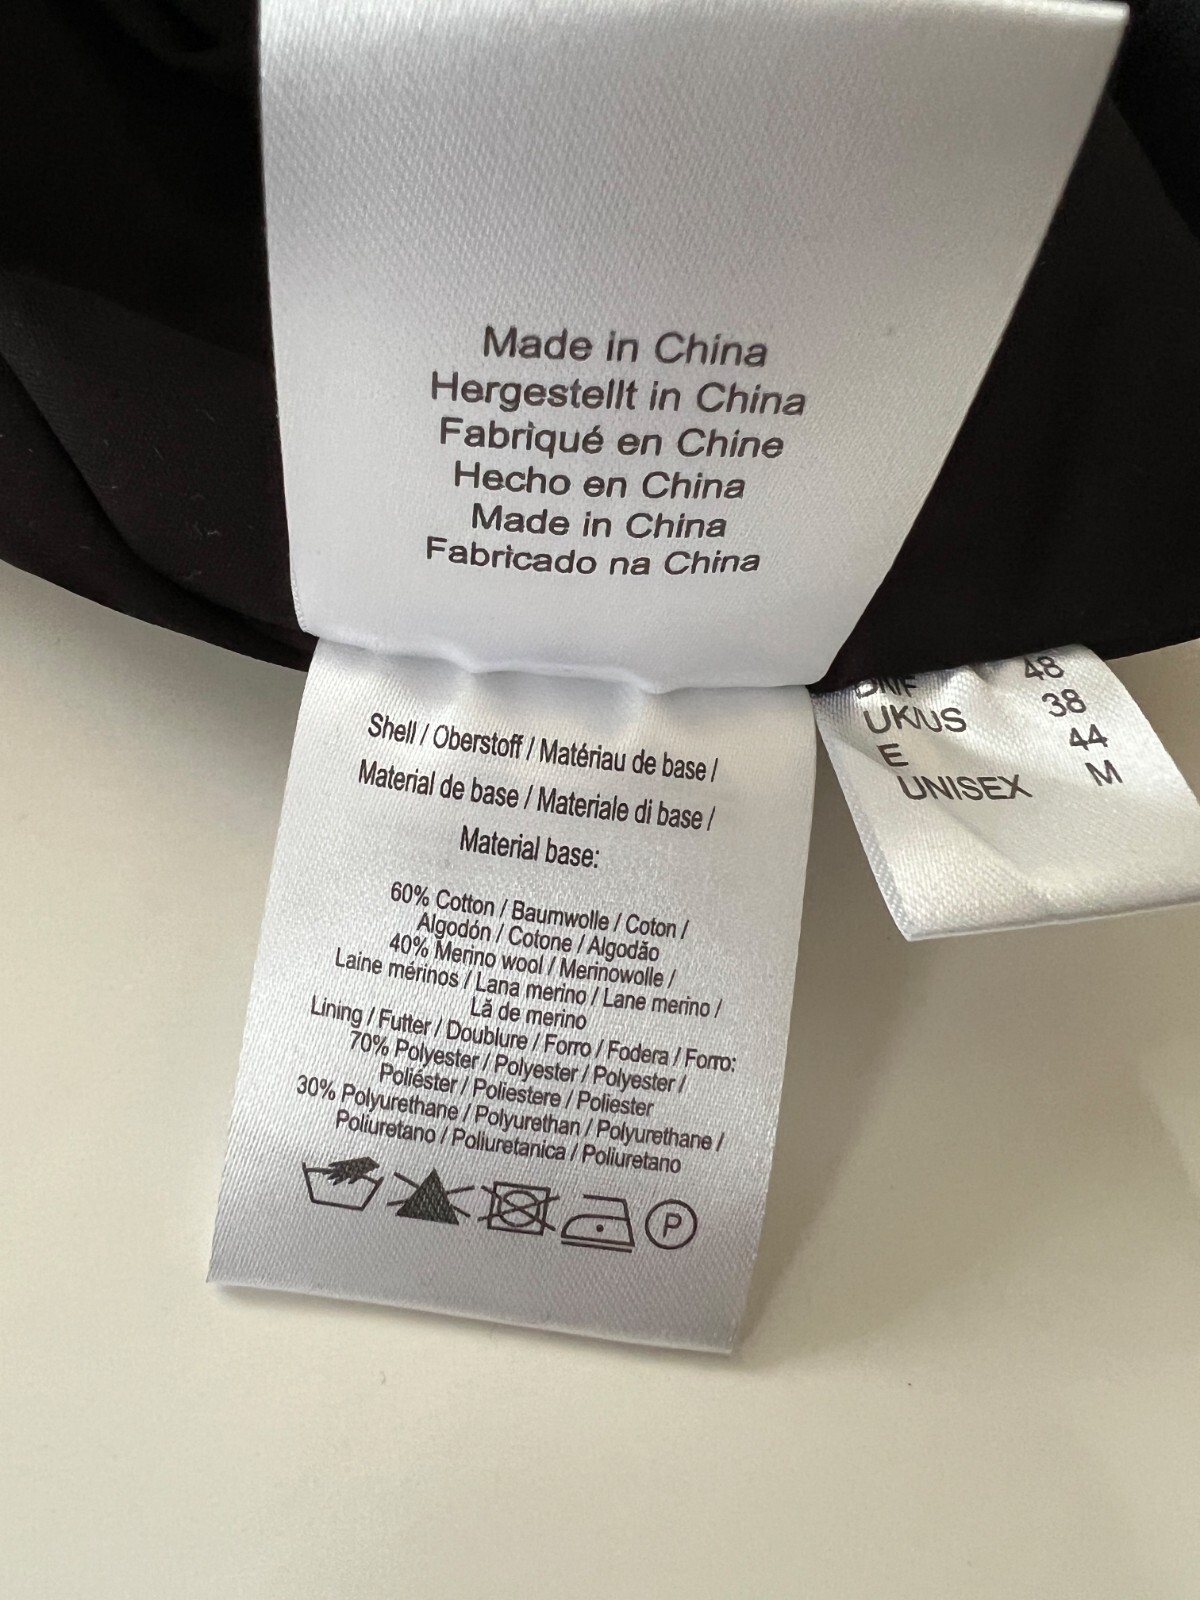 Made in China
Hergestellt in China
Fabriqué en Chine
Hecho en China
Made in China
Fabricado na China
48
UK/US 38
E 44
UNISEX M
Shell / Oberstoff / Matériau de base /
Material de base / Materiale di base /
Material base:
60% Cotton / Baumwolle / Coton /
Algodón / Cotone / Algodão
40% Merino wool / Merinowolle /
Laine mérinos / Lana merino / Lane merino /
Lã de merino
Lining / Futter / Doublure / Forro / Fodera / Forro:
70% Polyester / Polyester / Polyester /
Poliéster / Poliestere / Poliester
30% Polyurethane / Polyurethan / Polyurethane /
Poliuretano / Poliuretanica / Poliuretano
P